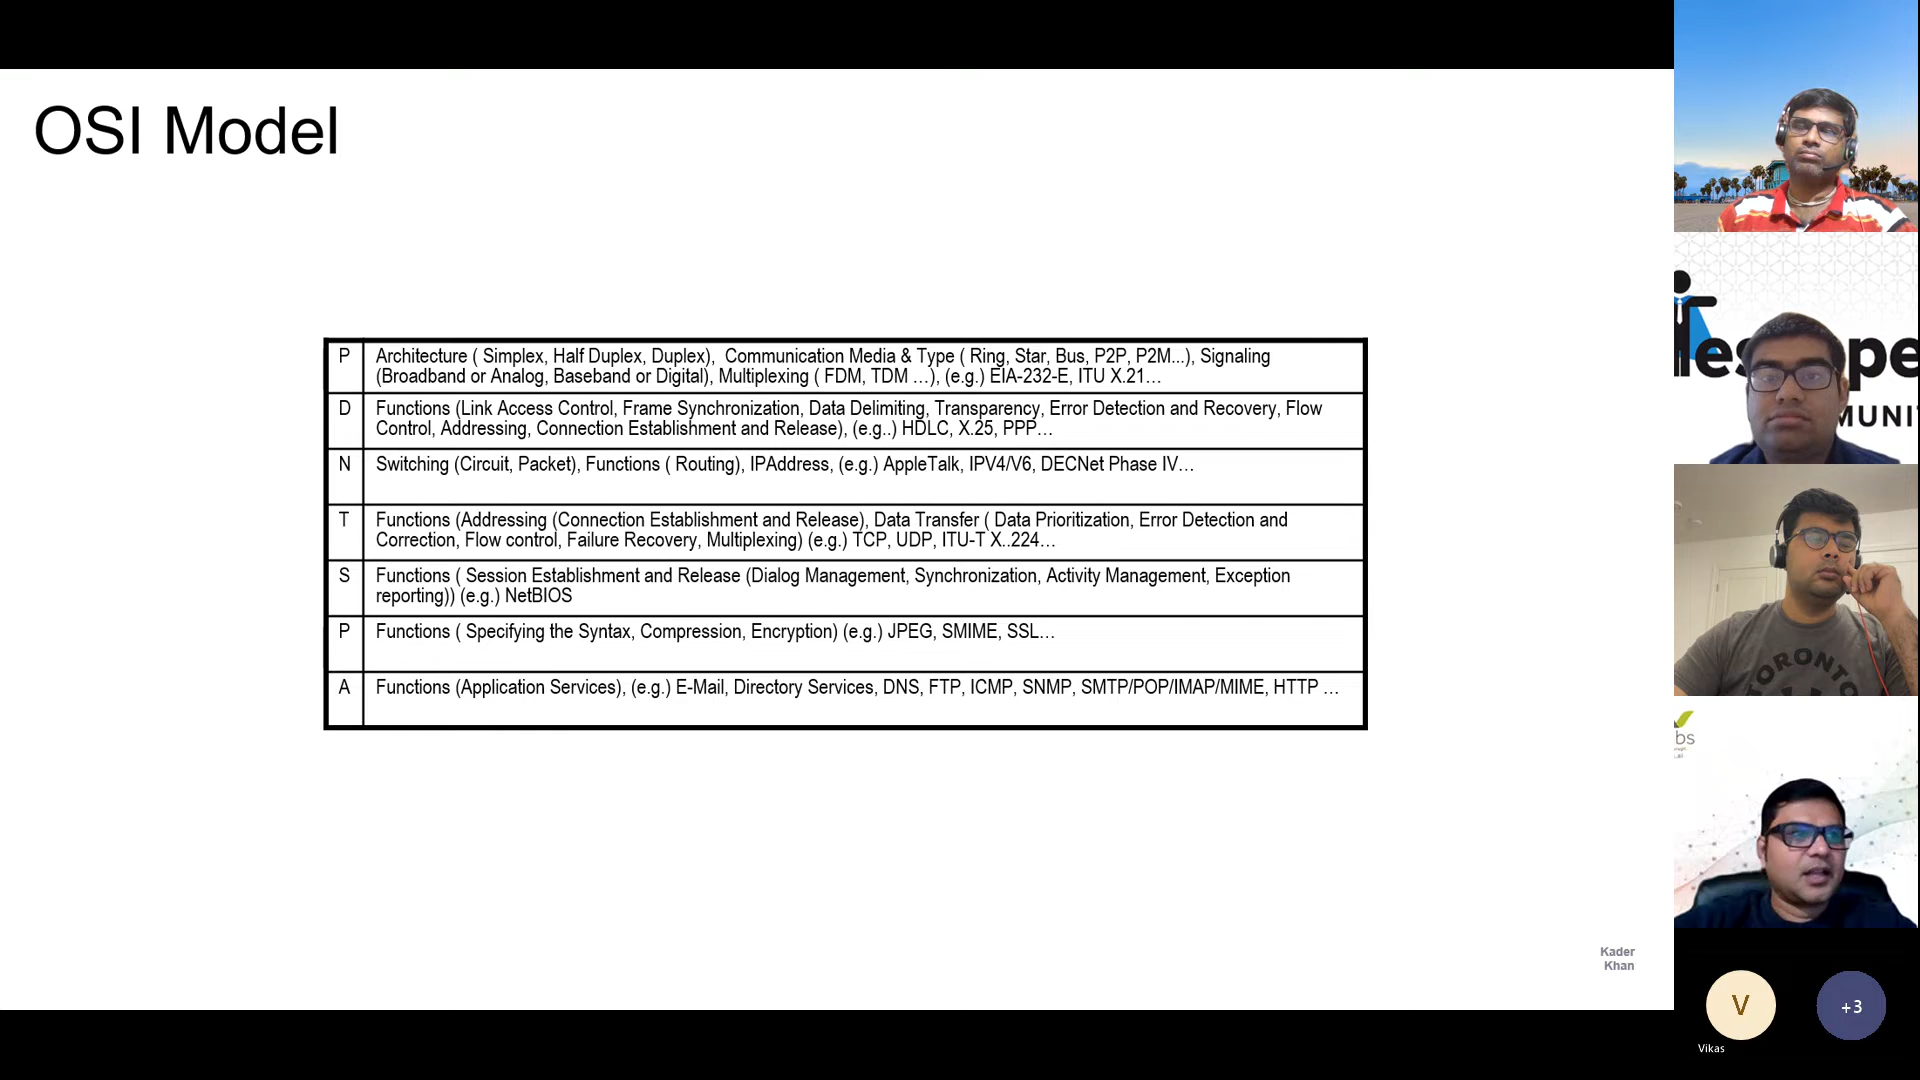 OSI Model
P Architecture ( Simplex, Half Duplex, Duplex), Communication Media & Type ( Ring, Star, Bus, P2P, P2M...), Signaling
(Broadband or Analog, Baseband or Digital), Multiplexing ( FDM, TDM …), (e.g.) EIA-232-E, ITU X.21…
D Functions (Link Access Control, Frame Synchronization, Data Delimiting, Transparency, Error Detection and Recovery, Flow
Control, Addressing, Connection Establishment and Release), (e.g..) HDLC, X.25, PPP…
N Switching (Circuit, Packet), Functions ( Routing), IPAddress, (e.g.) AppleTalk, IPV4/V6, DECNet Phase IV…
T Functions (Addressing (Connection Establishment and Release), Data Transfer ( Data Prioritization, Error Detection and
Correction, Flow control, Failure Recovery, Multiplexing) (e.g.) TCP, UDP, ITU-T X..224…
S Functions ( Session Establishment and Release (Dialog Management, Synchronization, Activity Management, Exception
reporting)) (e.g.) NetBIOS
P Functions ( Specifying the Syntax, Compression, Encryption) (e.g.) JPEG, SMIME, SSL…
A Functions (Application Services), (e.g.) E-Mail, Directory Services, DNS, FTP, ICMP, SNMP, SMTP/POP/IMAP/MIME, HTTP …
Kader
Khan
TORONTO
bs
V
+3
Vikas